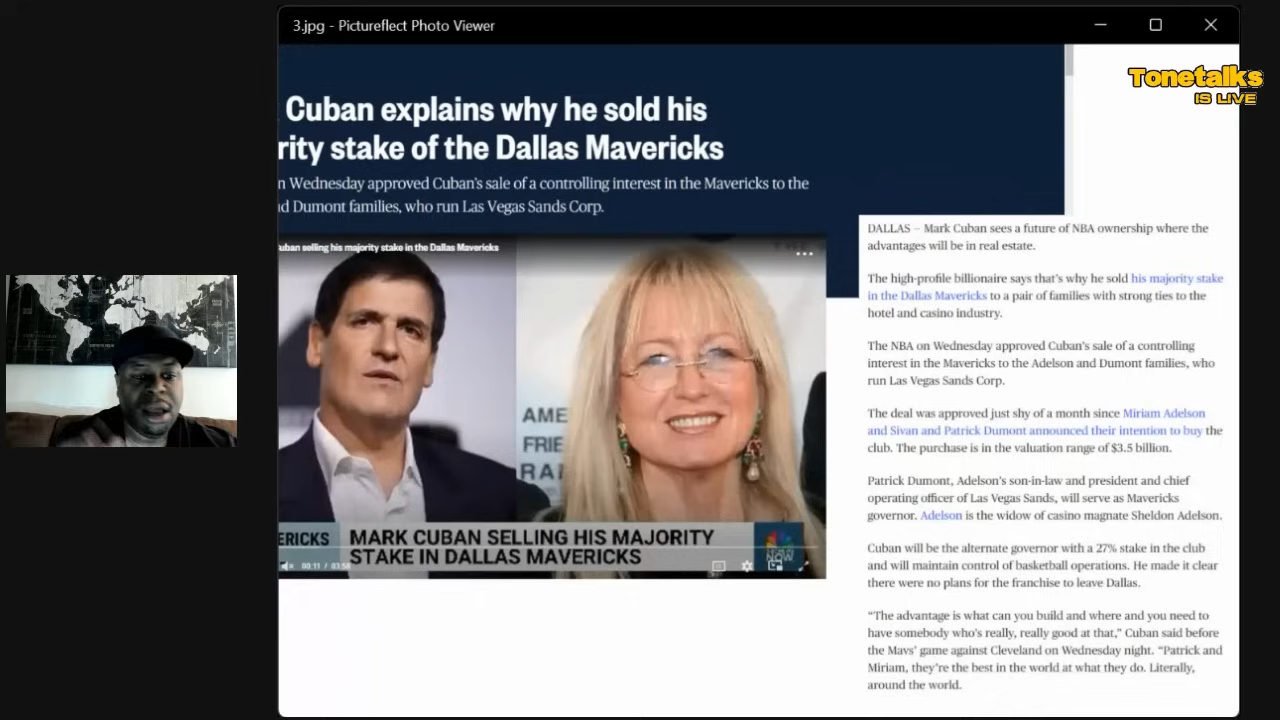 3.jpg - Pictureflect Photo Viewer
Tonetalks
IS LIVE
Cuban explains why he sold his
rity stake of the Dallas Mavericks
n Wednesday approved Cuban's sale of a controlling interest in the Mavericks to the
d Dumont families, who run Las Vegas Sands Corp.
uban selling his majority stake in the Dallas Mavericks
AME
FRIE
RA
ERICKS
MARK CUBAN SELLING HIS MAJORITY
STAKE IN DALLAS MAVERICKS
NOW
00:11 / 03:58
DALLAS — Mark Cuban sees a future of NBA ownership where the
advantages will be in real estate.
The high-profile billionaire says that's why he sold his majority stake
in the Dallas Mavericks to a pair of families with strong ties to the
hotel and casino industry.
The NBA on Wednesday approved Cuban's sale of a controlling
interest in the Mavericks to the Adelson and Dumont families, who
run Las Vegas Sands Corp.
The deal was approved just shy of a month since Miriam Adelson
and Sivan and Patrick Dumont announced their intention to buy the
club. The purchase is in the valuation range of $3.5 billion.
Patrick Dumont, Adelson's son-in-law and president and chief
operating officer of Las Vegas Sands, will serve as Mavericks
governor. Adelson is the widow of casino magnate Sheldon Adelson.
Cuban will be the alternate governor with a 27% stake in the club
and will maintain control of basketball operations. He made it clear
there were no plans for the franchise to leave Dallas.
“The advantage is what can you build and where and you need to
have somebody who's really, really good at that,” Cuban said before
the Mavs' game against Cleveland on Wednesday night. “Patrick and
Miriam, they're the best in the world at what they do. Literally,
around the world.